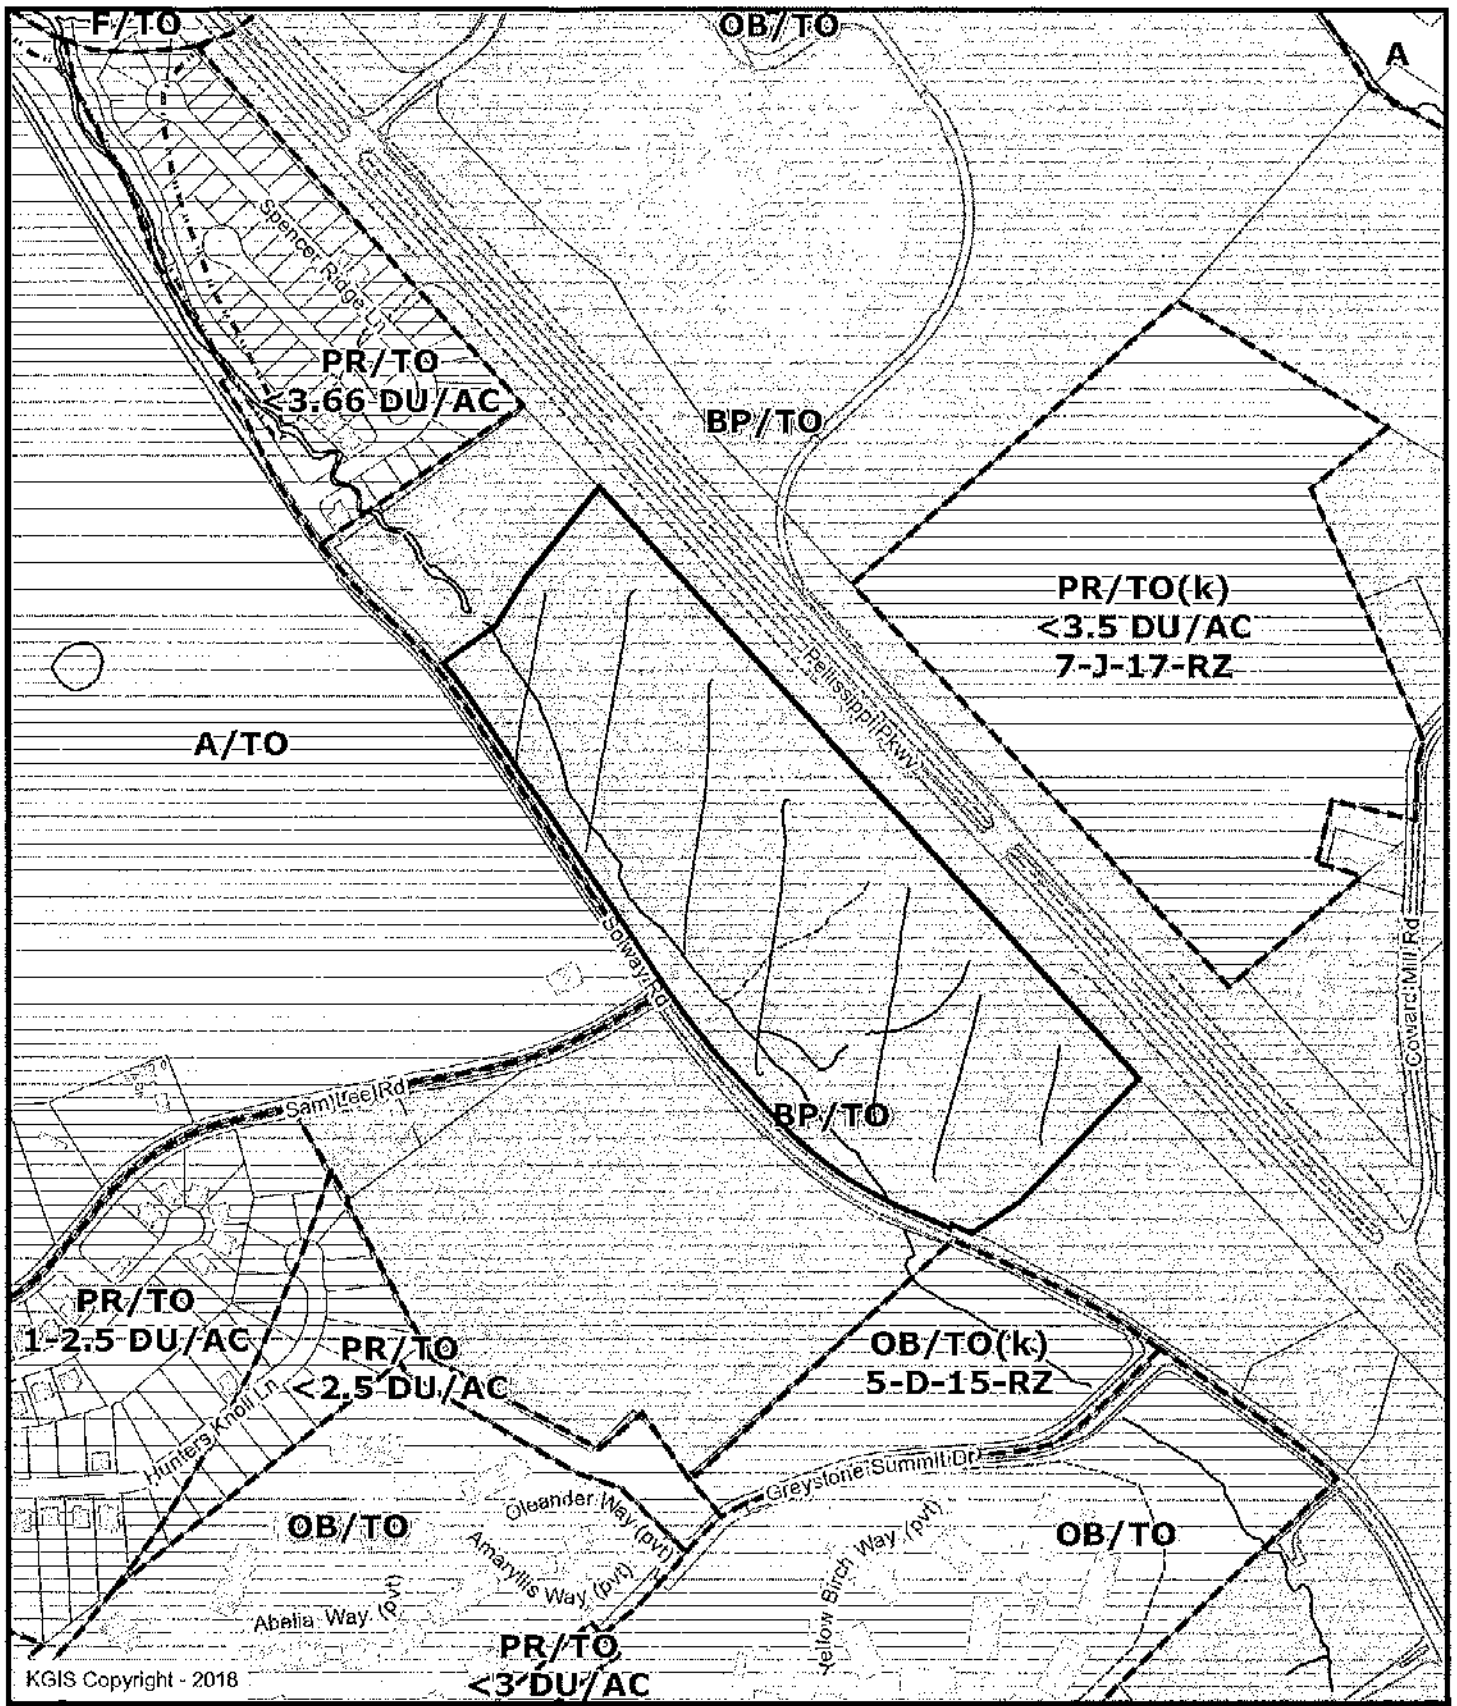 F/TO
OB/TO
A
Spencer Ridge Ln
PR/TO
<3.66 DU/AC
BP/TO
PR/TO(k)
<3.5 DU/AC
7-J-17-RZ
Pellissippi Pkwy
A/TO
Solway Rd
Coward Mill Rd
Sam Lee Rd
BP/TO
PR/TO
1-2.5 DU/AC
PR/TO
<2.5 DU/AC
OB/TO(k)
5-D-15-RZ
Hunters Knoll Ln
Greystone Summit Dr
Oleander Way (pvt)
OB/TO
Amaryllis Way (pvt)
Yellow Birch Way (pvt)
OB/TO
Abelia Way (pvt)
PR/TO
<3 DU/AC
KGIS Copyright - 2018